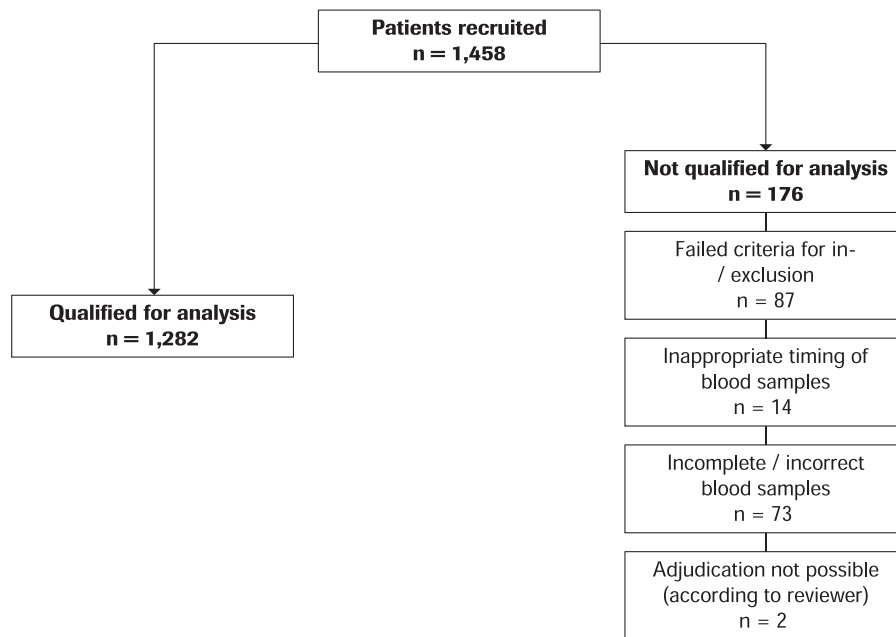 Patients recruited
n = 1,458
Not qualified for analysis
n = 176
Failed criteria for in-
/ exclusion
n = 87
Qualified for analysis
n = 1,282
Inappropriate timing of
blood samples
n = 14
Incomplete / incorrect
blood samples
n = 73
Adjudication not possible
(according to reviewer)
n = 2